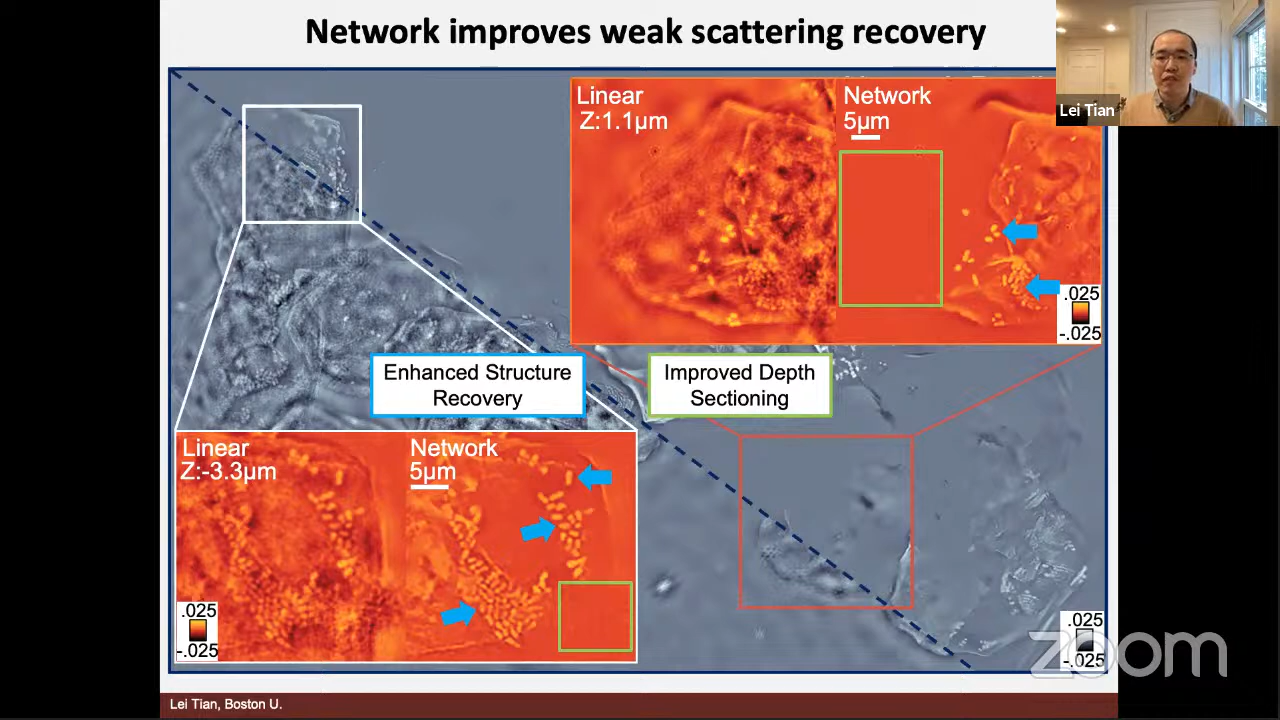 Network improves weak scattering recovery
Lei Tian
Linear
Z:1.1µm
Network
5µm
.025
-.025
Enhanced Structure
Recovery
Improved Depth
Sectioning
Linear
Z:-3.3µm
Network
5µm
.025
-.025
.025
-.025
zoom
Lei Tian, Boston U.